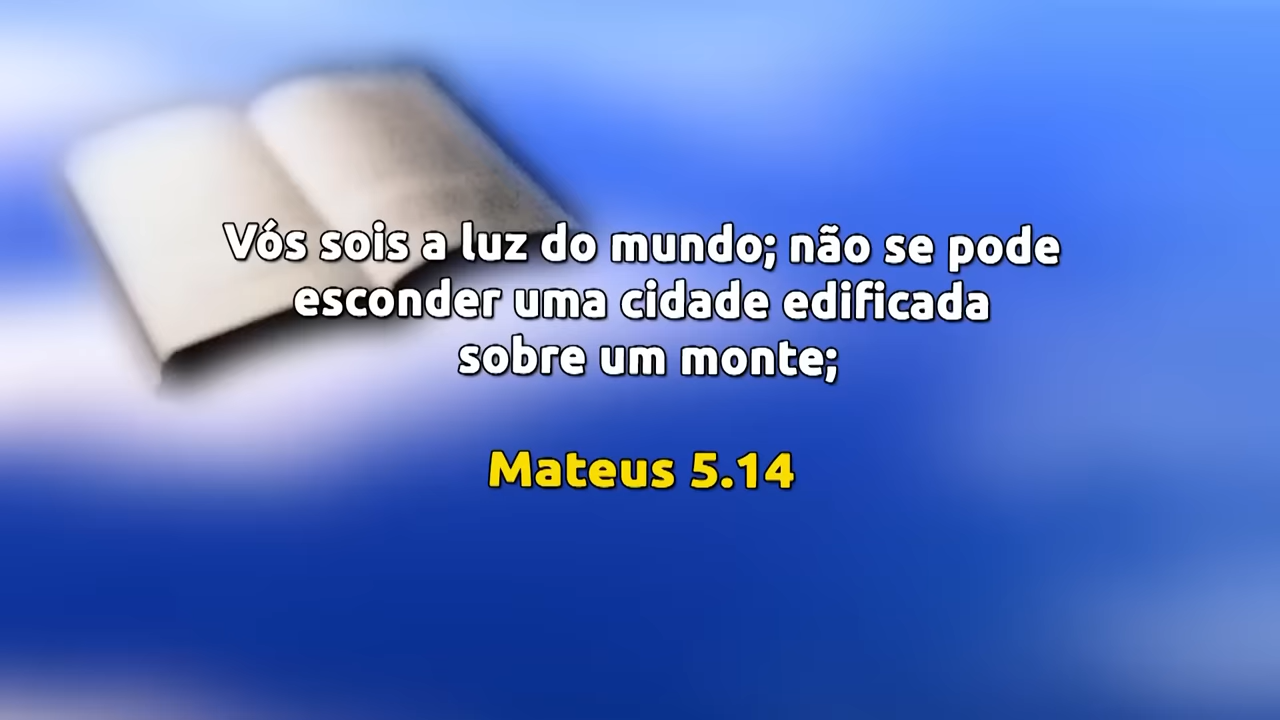 Vós sois a luz do mundo; não se pode
esconder uma cidade edificada
sobre um monte;
Mateus 5.14